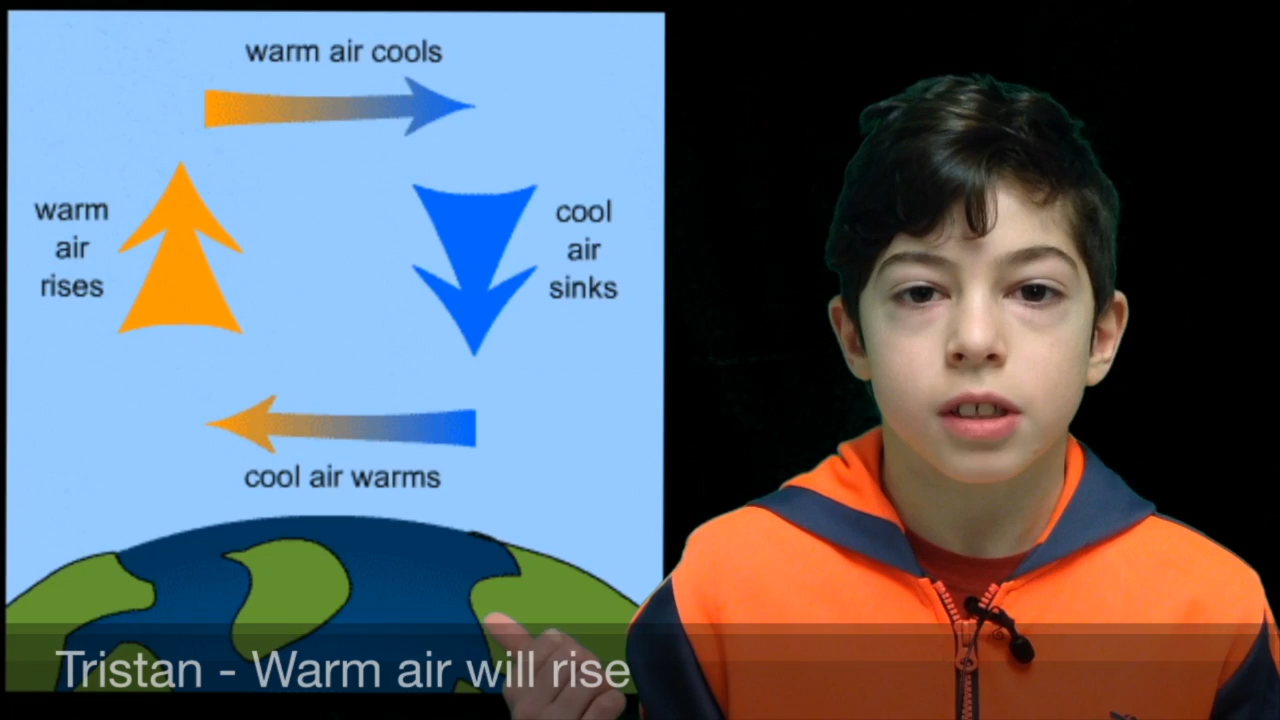 warm air cools
warm
air
rises
cool
air
sinks
cool air warms
Tristan - Warm air will rise